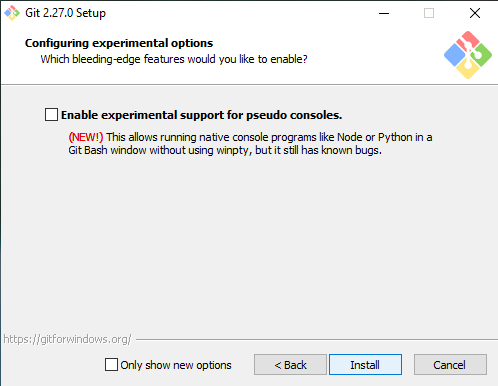 Git 2.27.0 Setup
Configuring experimental options
Which bleeding-edge features would you like to enable?
Enable experimental support for pseudo consoles.
(NEW!) This allows running native console programs like Node or Python in a
Git Bash window without using winpty, but it still has known bugs.
https://gitforwindows.org/
Only show new options
< Back
Install
Cancel